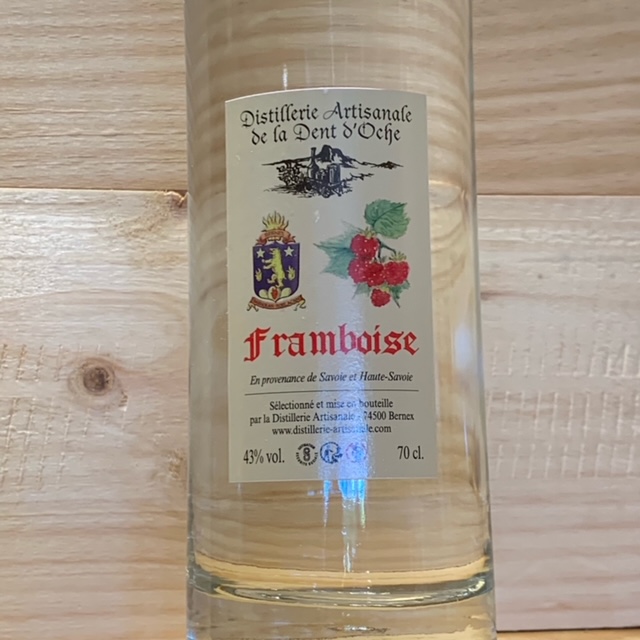 Distillerie Artisanale
de la Dent d'Oche
Framboise
En provenance de Savoie et Haute-Savoie
Sélectionné et mise en bouteille
par la Distillerie Artisanale - 74500 Bernex
www.distillerie-artisanale.com
43% vol.
70 cl.